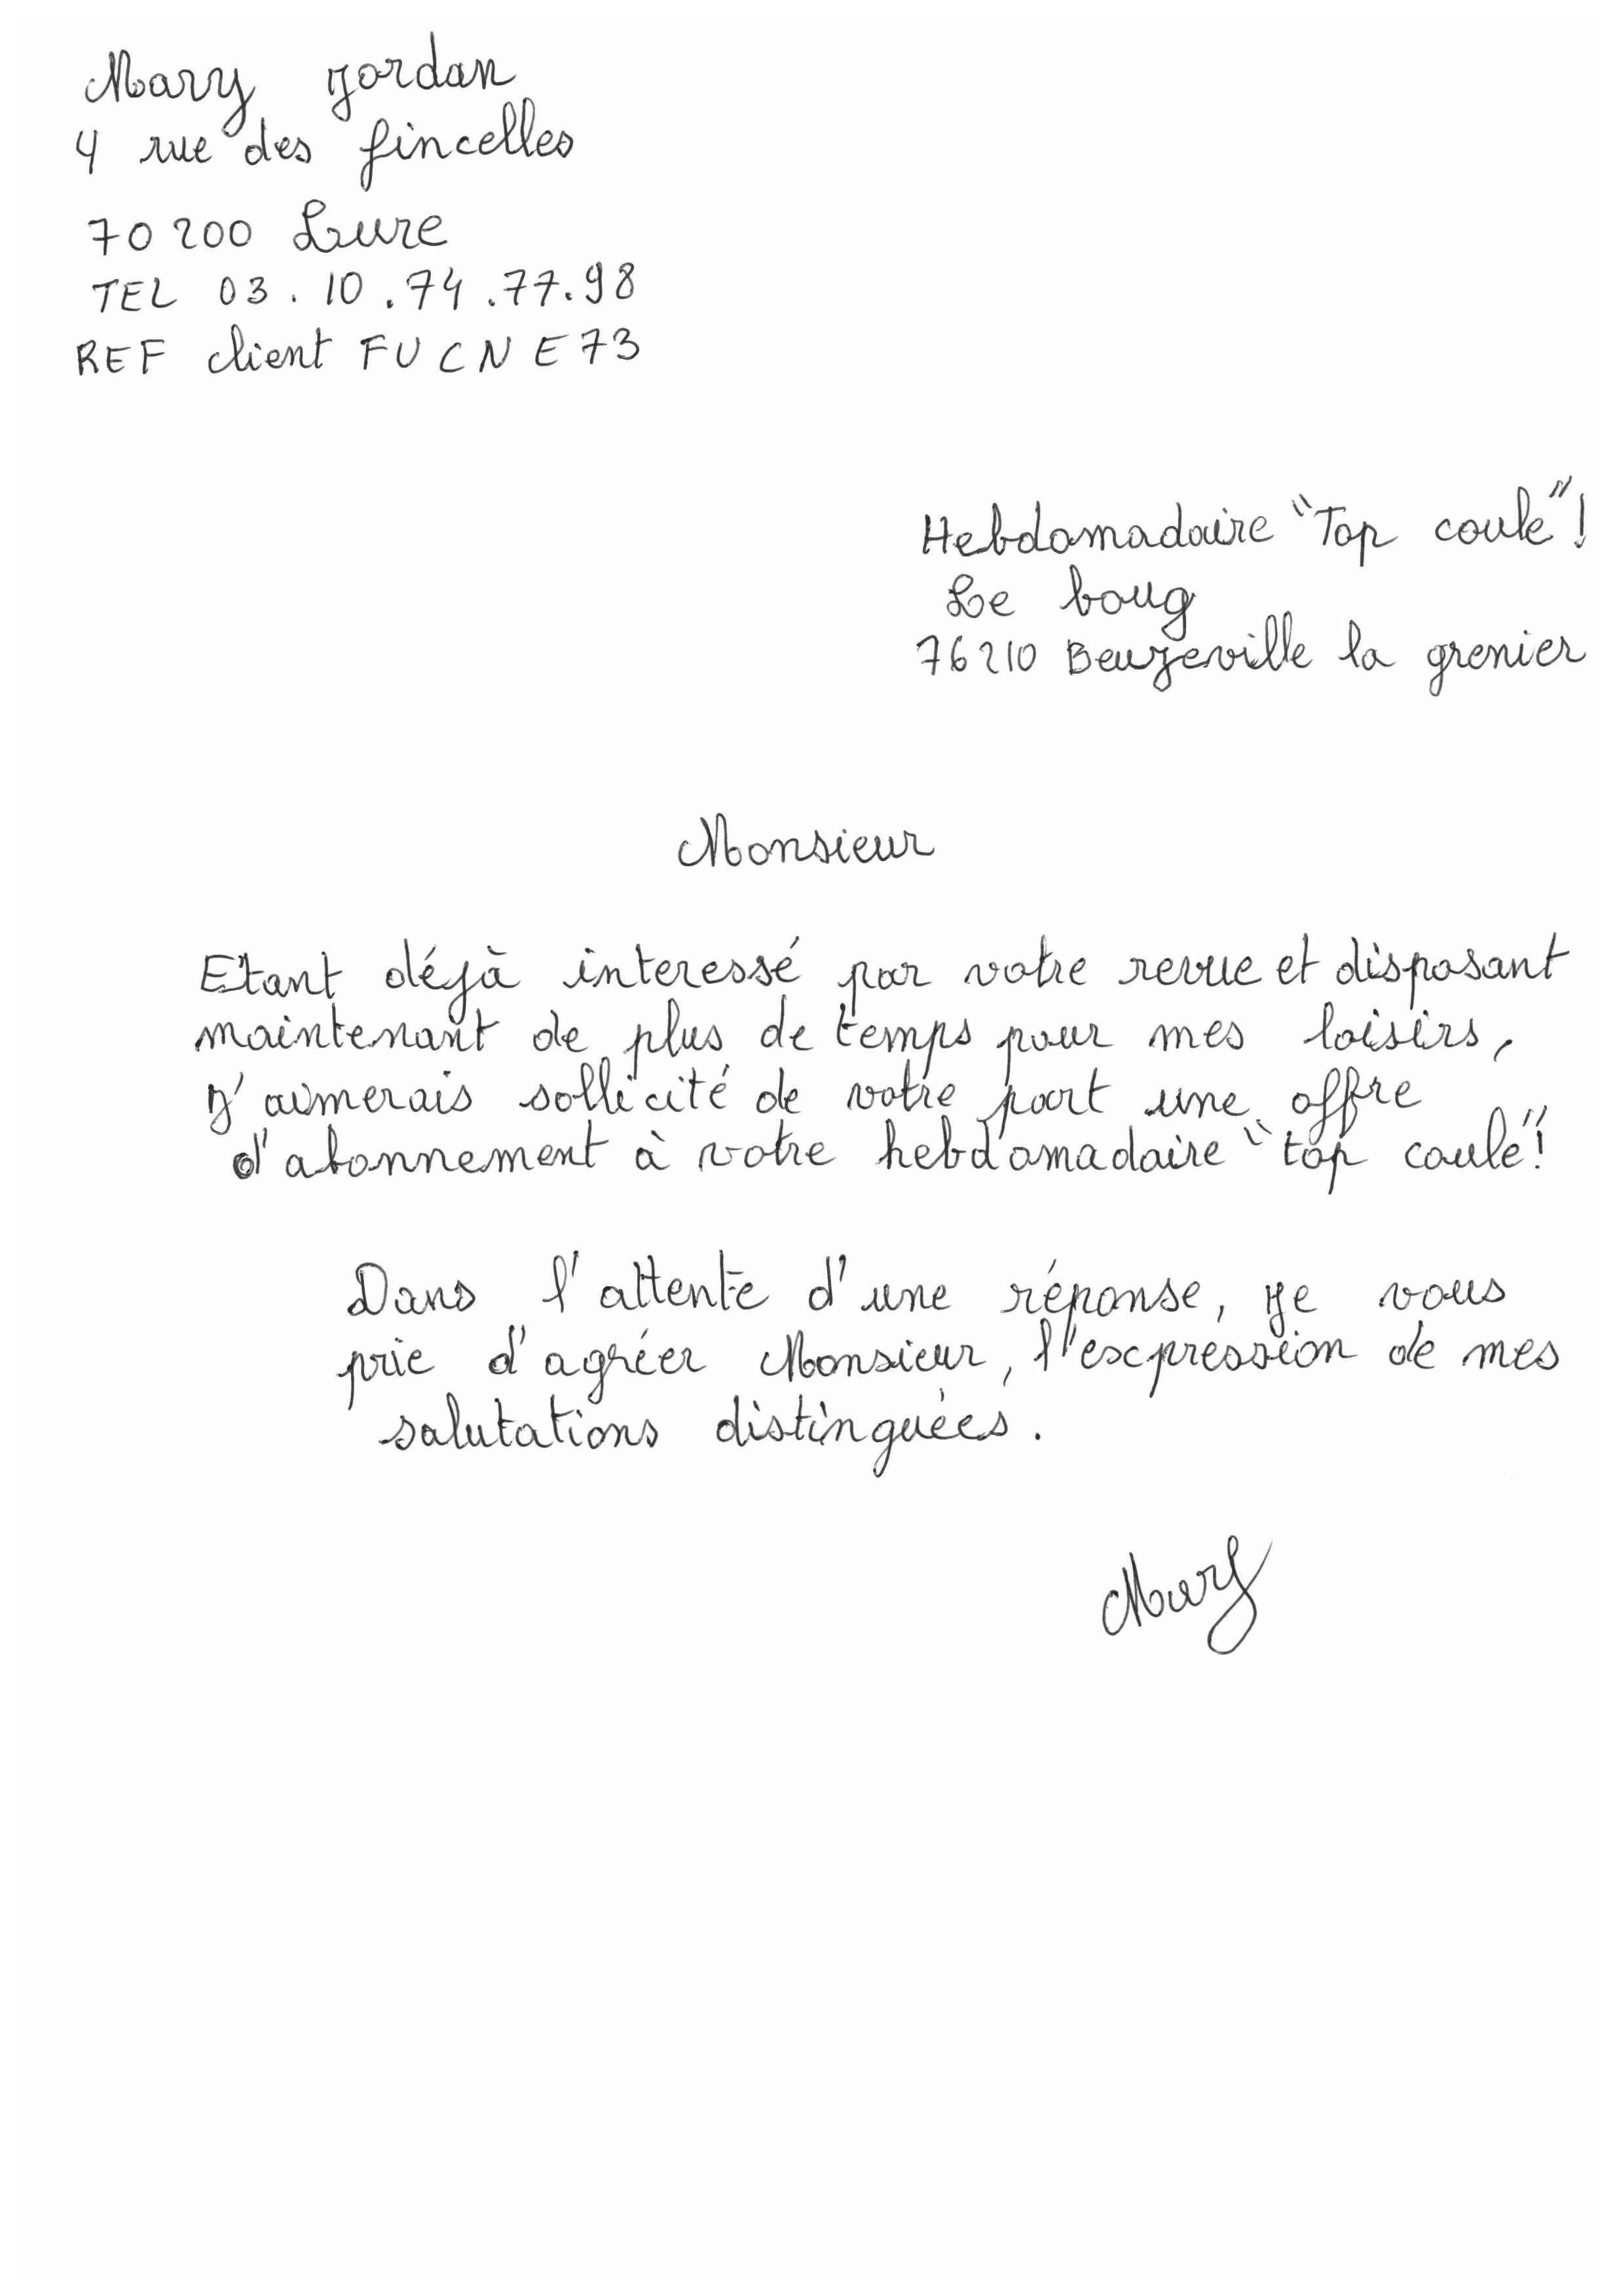 Mary Jordan
4 rue des fincelles
70200 Lure
TEL 03.10.74.77.98
REF client FUCNE73
Hebdomadaire "Top coule"!
Le boug
76210 Beuzeville la grenier
Monsieur
Etant déjà interessé par votre revue et disposant
maintenant de plus de temps pour mes loisirs,
J'aimerais sollicité de votre part une offre
d'abonnement à votre hebdomadaire "top coule"!
Dans l'attente d'une réponse, je vous
prie d'agréer Monsieur, l'expression de mes
salutations distinguées.
Mary